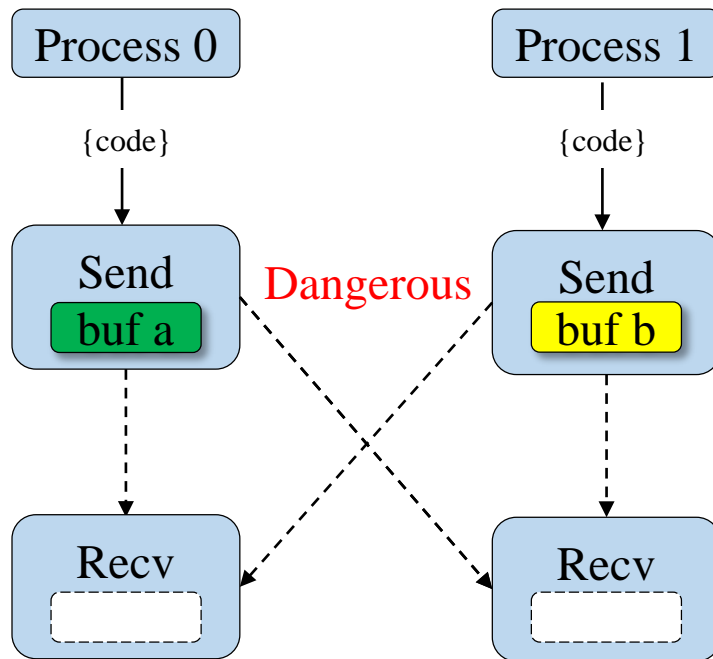 Process 0
Process 1
{code}
{code}
Send
buf a
Dangerous
Send
buf b
Recv
Recv